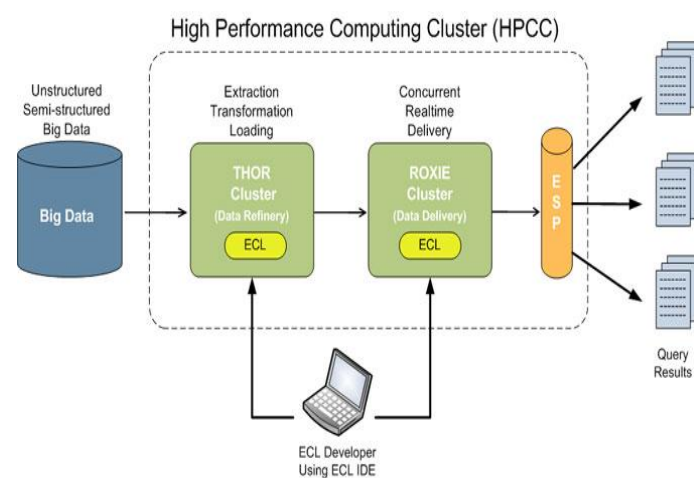 High Performance Computing Cluster (HPCC)
Unstructured
Semi-structured
Big Data
Extraction
Transformation
Loading
Concurrent
Realtime
Delivery
Big Data
THOR
Cluster
(Data Refinery)
ECL
ROXIE
Cluster
(Data Delivery)
ECL
E
S
P
Query
Results
ECL Developer
Using ECL IDE